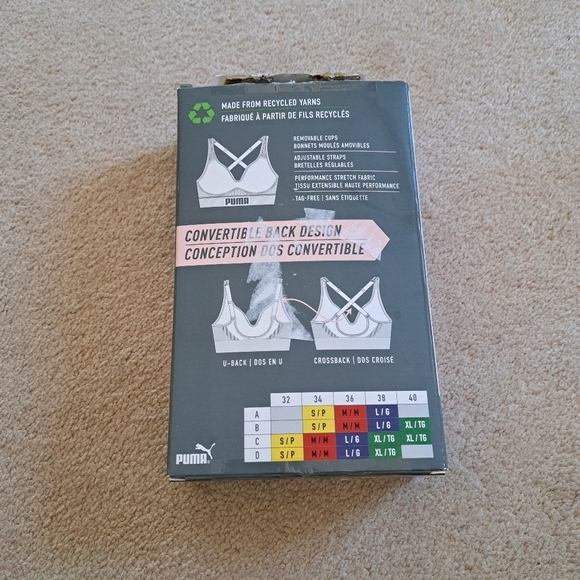 MADE FROM RECYCLED YARNS
FABRIQUÉ À PARTIR DE FILS RECYCLÉS
REMOVABLE CUPS
BONNETS MOULÉS AMOVIBLES
ADJUSTABLE STRAPS
BRETELLES RÉGLABLES
PERFORMANCE STRETCH FABRIC
TISSU EXTENSIBLE HAUTE PERFORMANCE
TAG-FREE | SANS ÉTIQUETTE
PUMA
CONVERTIBLE BACK DESIGN
CONCEPTION DOS CONVERTIBLE
U-BACK | DOS EN U
CROSSBACK | DOS CROISÉ
32 34 36 38 40
A S/P M/M L/G
B S/P M/M L/G XL/TG
C S/P M/M L/G XL/TG XL/TG
D S/P M/M L/G XL/TG
PUMA